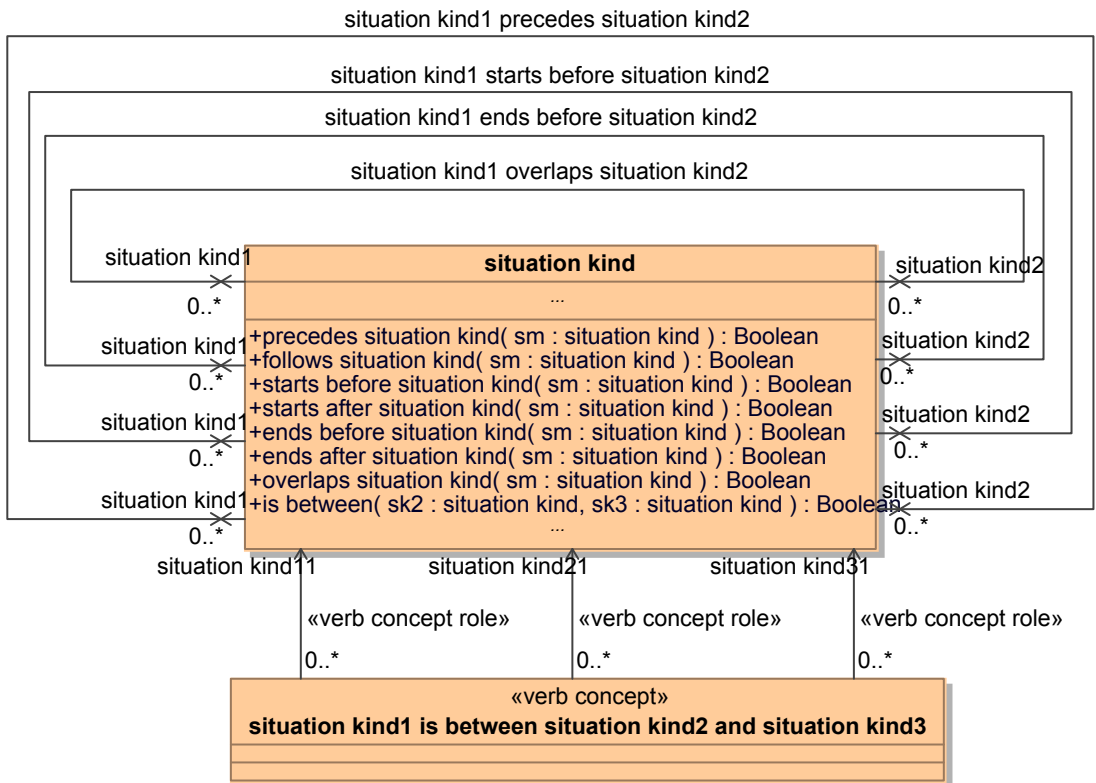 situation kind1 precedes situation kind2
situation kind1 starts before situation kind2
situation kind1 ends before situation kind2
situation kind1 overlaps situation kind2
situation kind1
situation kind
situation kind2
0..*
...
0..*
+precedes situation kind( sm : situation kind ) : Boolean
situation kind1
situation kind2
+follows situation kind( sm : situation kind ) : Boolean
0..*
0..*
+starts before situation kind( sm : situation kind ) : Boolean
+starts after situation kind( sm : situation kind ) : Boolean
situation kind1
situation kind2
+ends before situation kind( sm : situation kind ) : Boolean
0..*
0..*
+ends after situation kind( sm : situation kind ) : Boolean
+overlaps situation kind( sm : situation kind ) : Boolean
situation kind1
situation kind2
+is between( sk2 : situation kind, sk3 : situation kind ) : Boolean
0..*
...
0..*
situation kind11
situation kind21
situation kind31
«verb concept role»
«verb concept role»
«verb concept role»
0..*
0..*
0..*
«verb concept»
situation kind1 is between situation kind2 and situation kind3